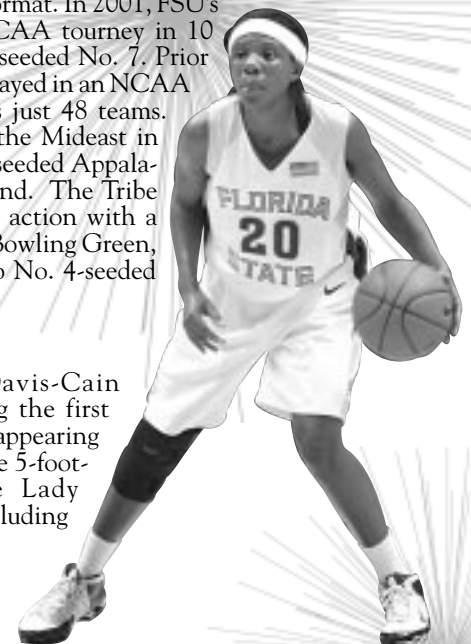 ormat. In 2001, FSU's
CAA tourney in 10
seeded No. 7. Prior
ayed in an NCAA
s just 48 teams.
the Mideast in
seeded Appala-
nd. The Tribe
action with a
Bowling Green,
o No. 4-seeded
avis-Cain
g the first
appearing
e 5-foot-
e Lady
luding
FLORIDA
20
STATE